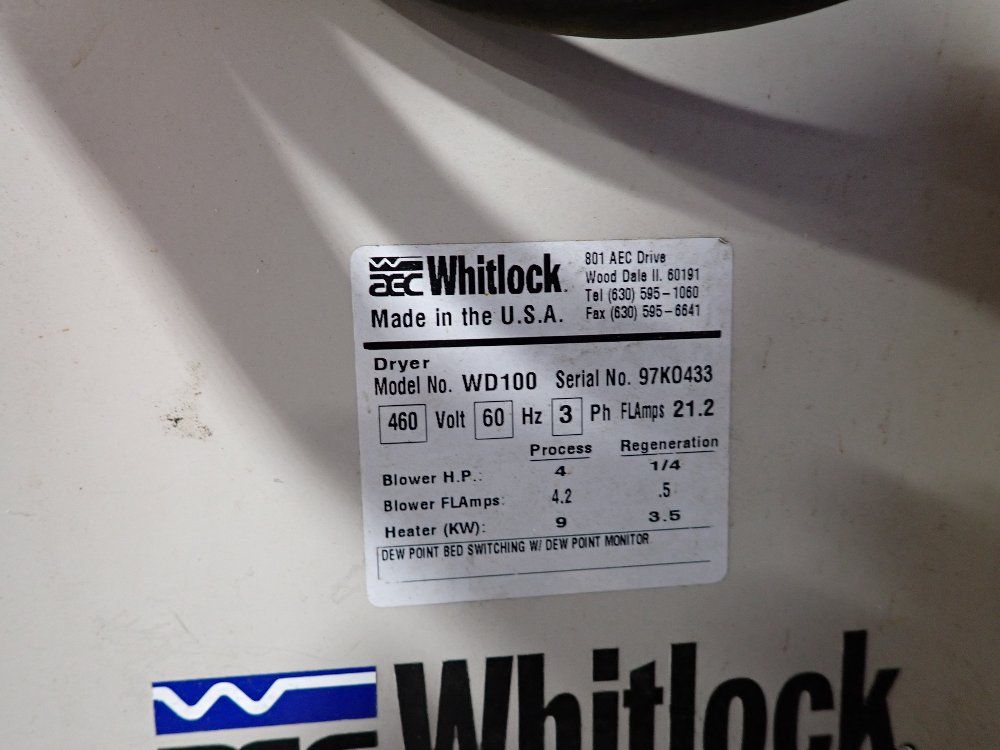 AEC Whitlock
801 AEC Drive
Wood Dale Il. 60191
Tel (630) 595-1060
Fax (630) 595-6641
Made in the U.S.A.
Dryer
Model No. WD100 Serial No. 97K0433
460 Volt 60 Hz 3 Ph FLAmps 21.2
Process Regeneration
Blower H.P.: 4 1/4
Blower FLAmps: 4.2 .5
Heater (KW): 9 3.5
DEW POINT BED SWITCHING W/ DEW POINT MONITOR
AEC Whitlock